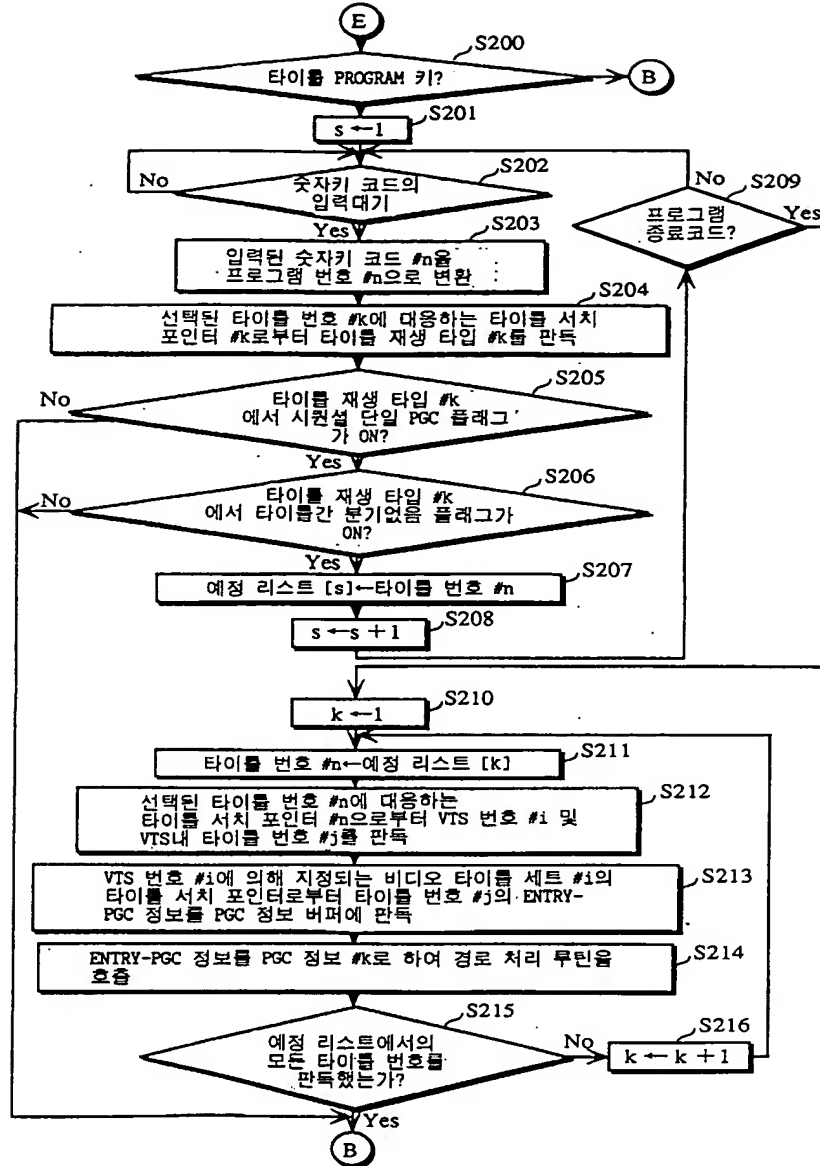 E
S200
타이틀 PROGRAM 키?
B
S201
s ← 1
S202
No
숫자키 코드의
입력대기
Yes
S203
입력된 숫자키 코드 #n을
프로그램 번호 #n으로 변환
S204
선택된 타이틀 번호 #k에 대응하는 타이틀 서치
포인터 #k로부터 타이틀 재생 타입 #k를 판독
S205
No
타이틀 재생 타입 #k
에서 시퀀셜 단일 PGC 플래그
가 ON?
Yes
S206
No
타이틀 재생 타입 #k
에서 타이틀간 분기없음 플래그가
ON?
Yes
S207
예정 리스트 [s]←타이틀 번호 #n
S208
s ← s + 1
No
S209
프로그램
종료코드?
Yes
S210
k ← 1
S211
타이틀 번호 #n←예정 리스트 [k]
S212
선택된 타이틀 번호 #n에 대응하는
타이틀 서치 포인터 #n으로부터 VTS 번호 #i 및
VTS내 타이틀 번호 #j를 판독
S213
VTS 번호 #i에 의해 지정되는 비디오 타이틀 세트 #i의
타이틀 서치 포인터로부터 타이틀 번호 #j의 ENTRY-
PGC 정보를 PGC 정보 버퍼에 판독
S214
ENTRY-PGC 정보를 PGC 정보 #k로 하여 경로 처리 루틴을
호출
S215
예정 리스트에서의
모든 타이틀 번호를
판독했는가?
No
S216
k ← k + 1
Yes
B